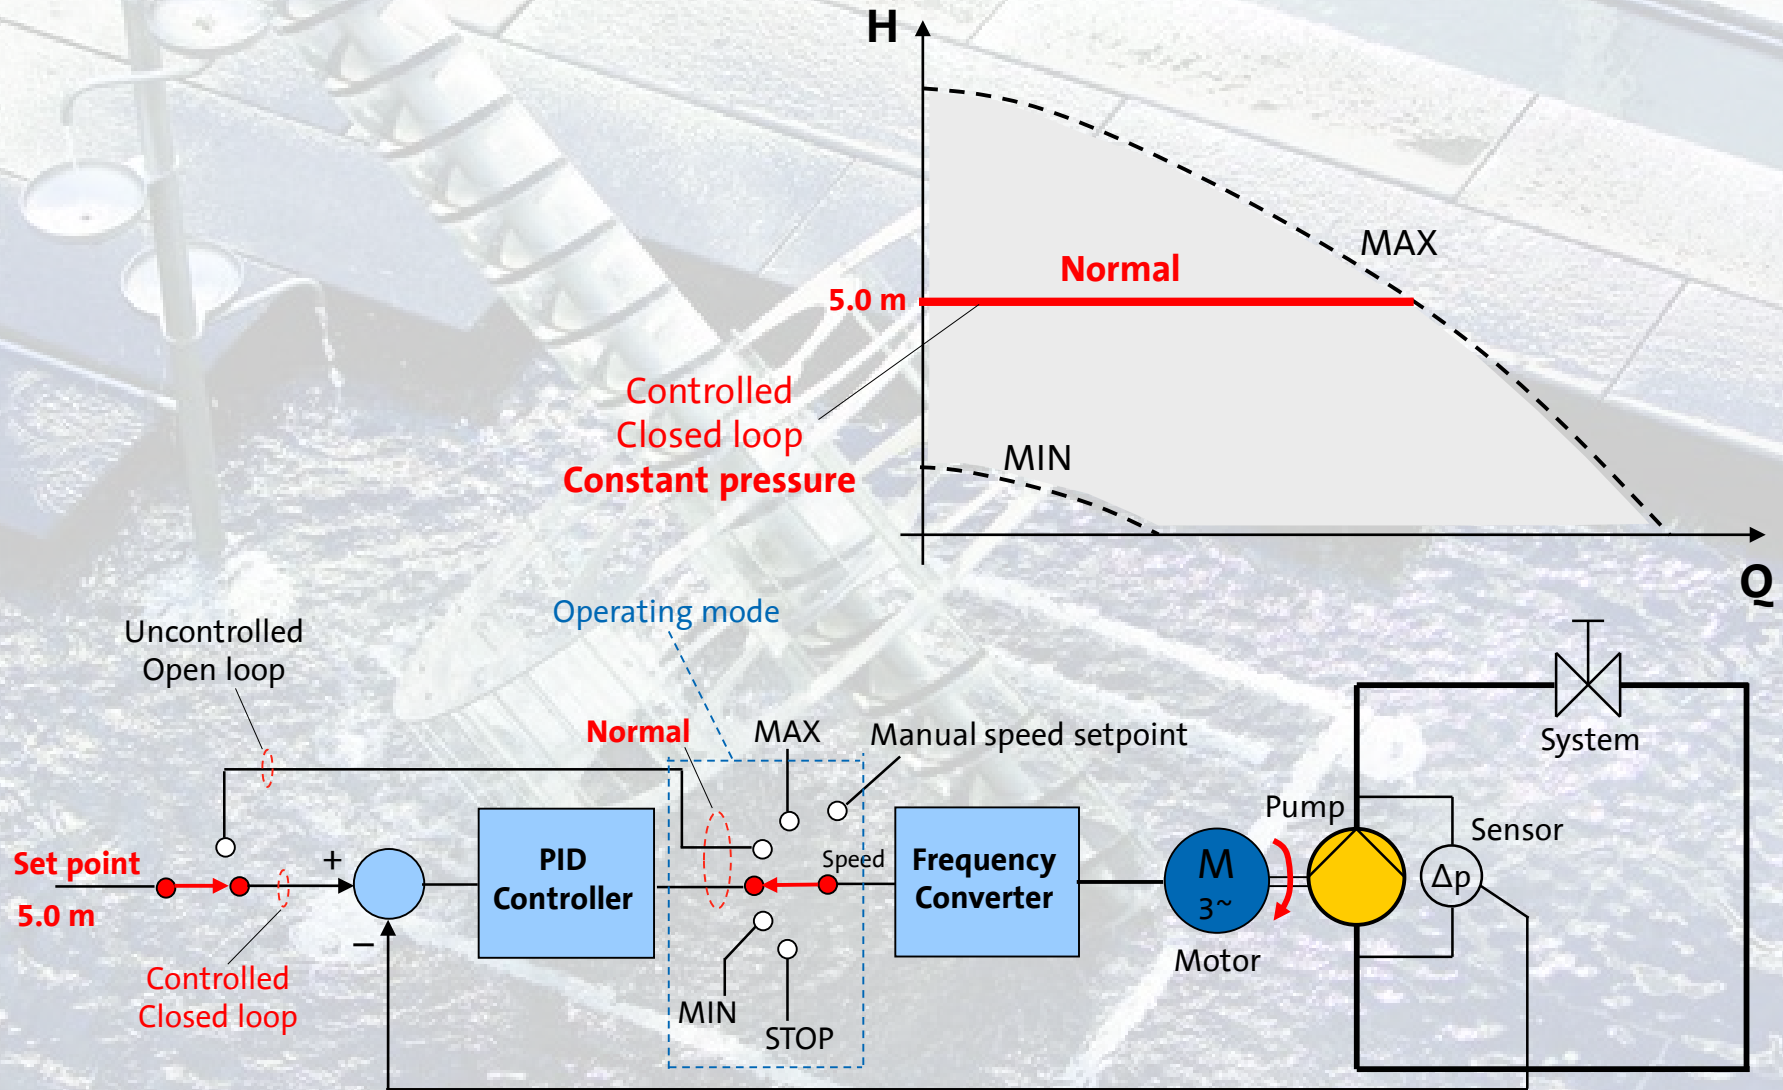 H
MAX
Normal
5.0 m
Controlled
Closed loop
Constant pressure
MIN
Q
Operating mode
Uncontrolled
Open loop
Normal
MAX
Manual speed setpoint
System
Pump
Sensor
Set point
5.0 m
+
−
PID
Controller
Speed
Frequency
Converter
M
3~
Δp
Motor
Controlled
Closed loop
MIN
STOP